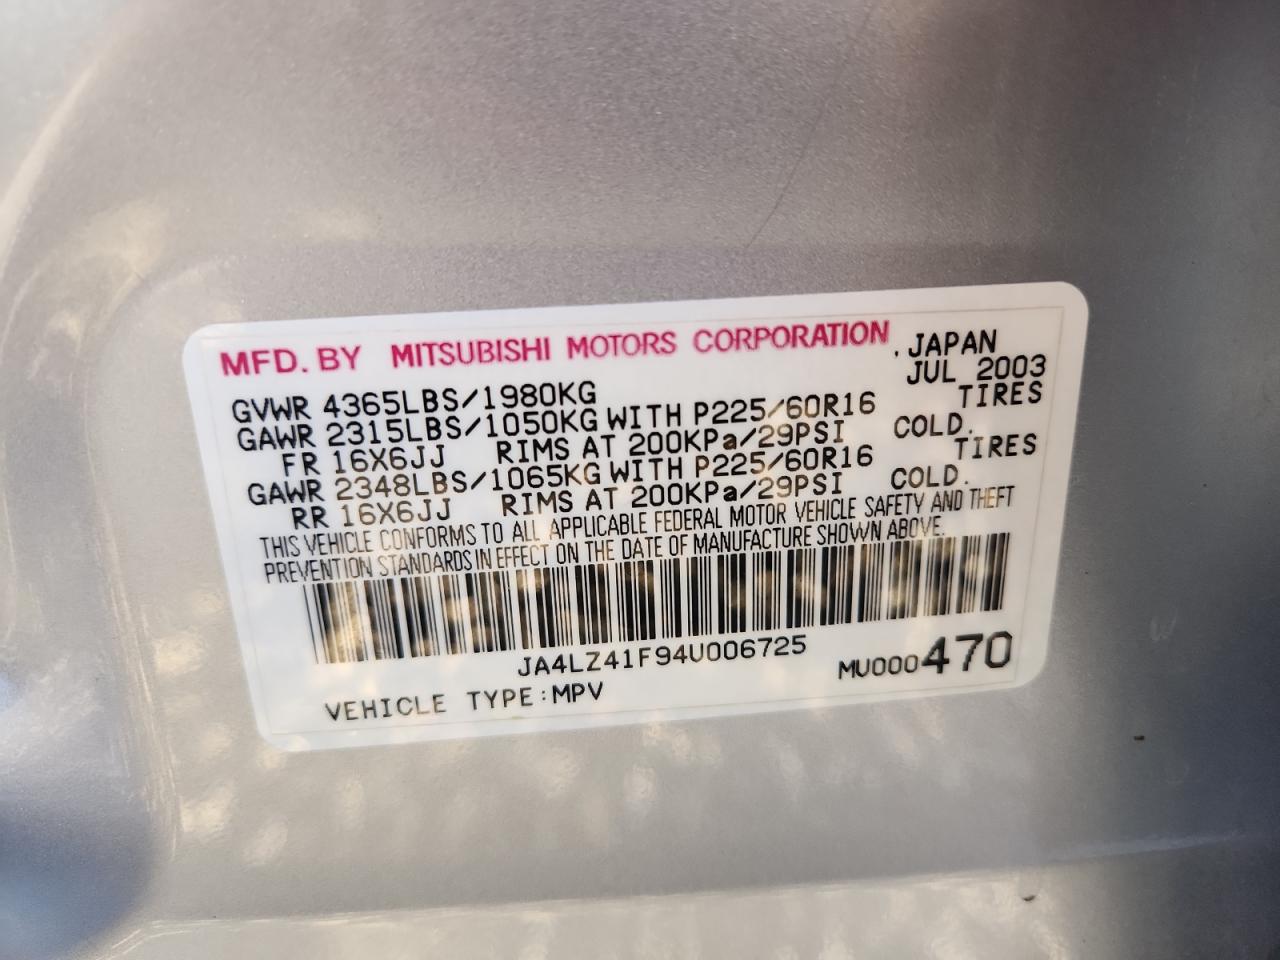 MFD. BY MITSUBISHI MOTORS CORPORATION , JAPAN
GVWR 4365LBS/1980KG JUL 2003
GAWR 2315LBS/1050KG WITH P225/60R16 TIRES
FR 16X6JJ RIMS AT 200KPa/29PSI COLD.
GAWR 2348LBS/1065KG WITH P225/60R16 TIRES
RR 16X6JJ RIMS AT 200KPa/29PSI COLD.
THIS VEHICLE CONFORMS TO ALL APPLICABLE FEDERAL MOTOR VEHICLE SAFETY AND THEFT
PREVENTION STANDARDS IN EFFECT ON THE DATE OF MANUFACTURE SHOWN ABOVE.
JA4LZ41F94U006725
MU000470
VEHICLE TYPE:MPV